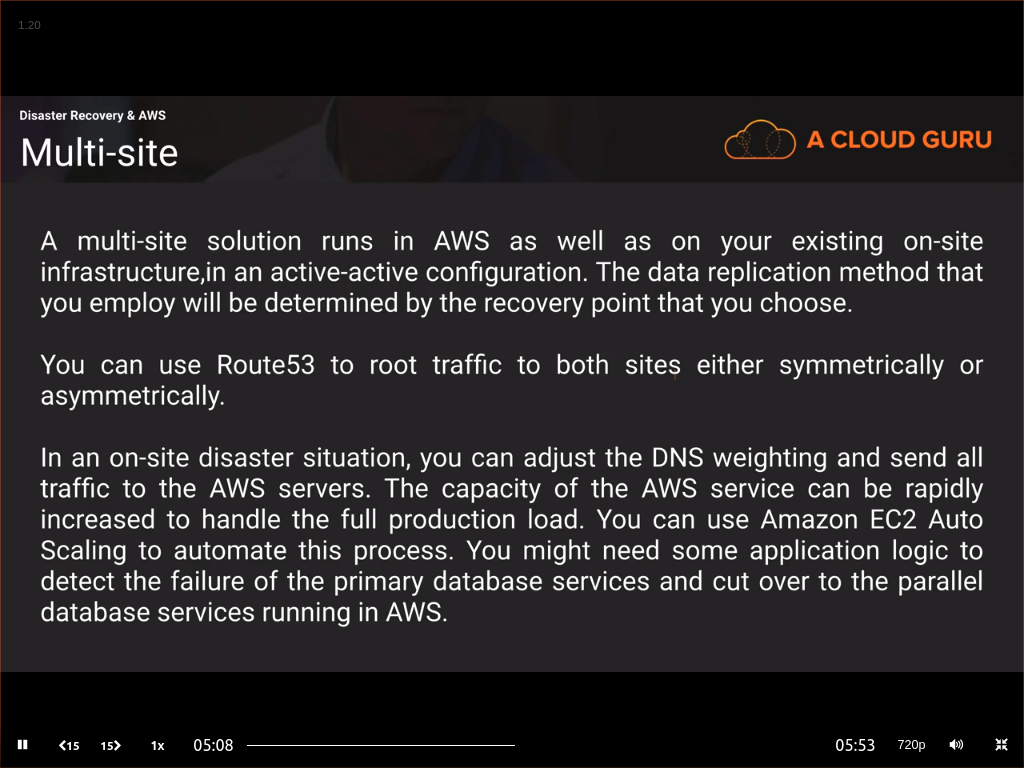 1.20
Disaster Recovery & AWS
Multi-site
A CLOUD GURU
A multi-site solution runs in AWS as well as on your existing on-site
infrastructure,in an active-active configuration. The data replication method that
you employ will be determined by the recovery point that you choose.
You can use Route53 to root traffic to both sites either symmetrically or
asymmetrically.
In an on-site disaster situation, you can adjust the DNS weighting and send all
traffic to the AWS servers. The capacity of the AWS service can be rapidly
increased to handle the full production load. You can use Amazon EC2 Auto
Scaling to automate this process. You might need some application logic to
detect the failure of the primary database services and cut over to the parallel
database services running in AWS.
15 15 1x 05:08 05:53 720p